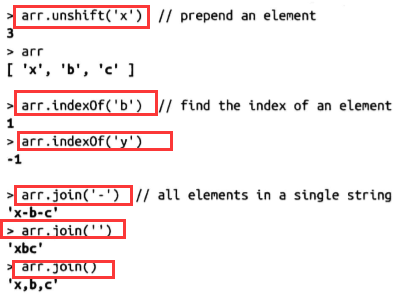 > arr.unshift('x')  // prepend an element
3
> arr
[ 'x', 'b', 'c' ]
> arr.indexOf('b')  // find the index of an element
1
> arr.indexOf('y')
-1
> arr.join('-')  // all elements in a single string
'x-b-c'
> arr.join('')
'xbc'
> arr.join()
'x,b,c'